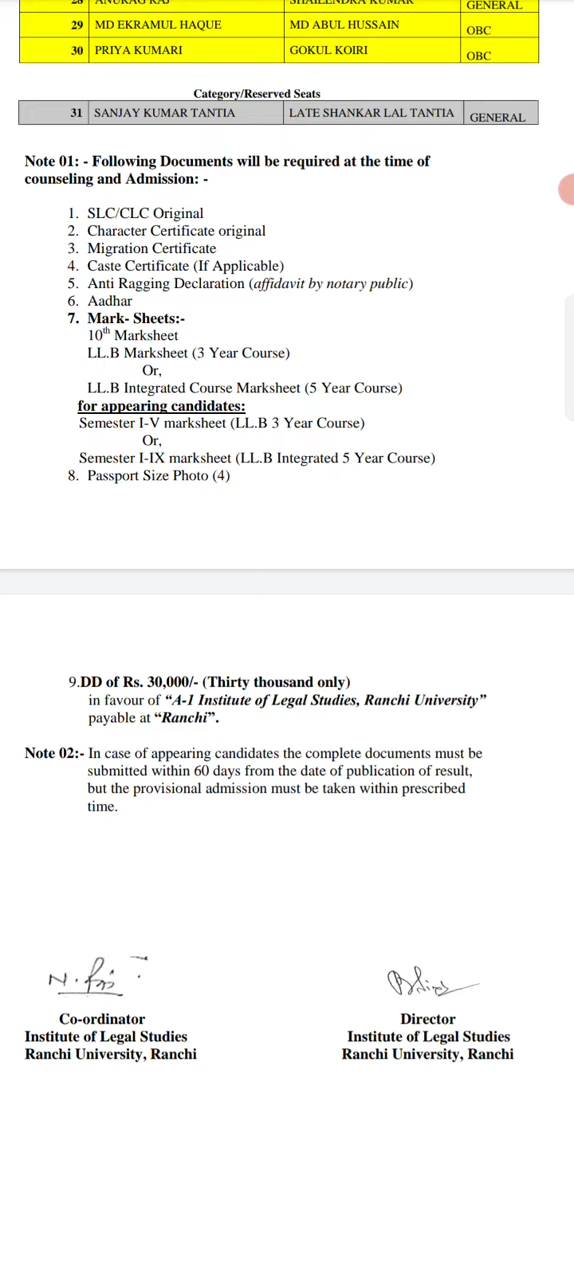 28 ANURAG RAJ SHAILENDRA KUMAR GENERAL
29 MD EKRAMUL HAQUE MD ABUL HUSSAIN OBC
30 PRIYA KUMARI GOKUL KOIRI OBC
Category/Reserved Seats
31 SANJAY KUMAR TANTIA LATE SHANKAR LAL TANTIA GENERAL
Note 01: - Following Documents will be required at the time of
counseling and Admission: -
1. SLC/CLC Original
2. Character Certificate original
3. Migration Certificate
4. Caste Certificate (If Applicable)
5. Anti Ragging Declaration (affidavit by notary public)
6. Aadhar
7. Mark- Sheets:-
10th Marksheet
LL.B Marksheet (3 Year Course)
Or,
LL.B Integrated Course Marksheet (5 Year Course)
for appearing candidates:
Semester I-V marksheet (LL.B 3 Year Course)
Or,
Semester I-IX marksheet (LL.B Integrated 5 Year Course)
8. Passport Size Photo (4)
9.DD of Rs. 30,000/- (Thirty thousand only)
in favour of “A-1 Institute of Legal Studies, Ranchi University”
payable at “Ranchi”.
Note 02:- In case of appearing candidates the complete documents must be
submitted within 60 days from the date of publication of result,
but the provisional admission must be taken within prescribed
time.
Co-ordinator
Institute of Legal Studies
Ranchi University, Ranchi
Director
Institute of Legal Studies
Ranchi University, Ranchi